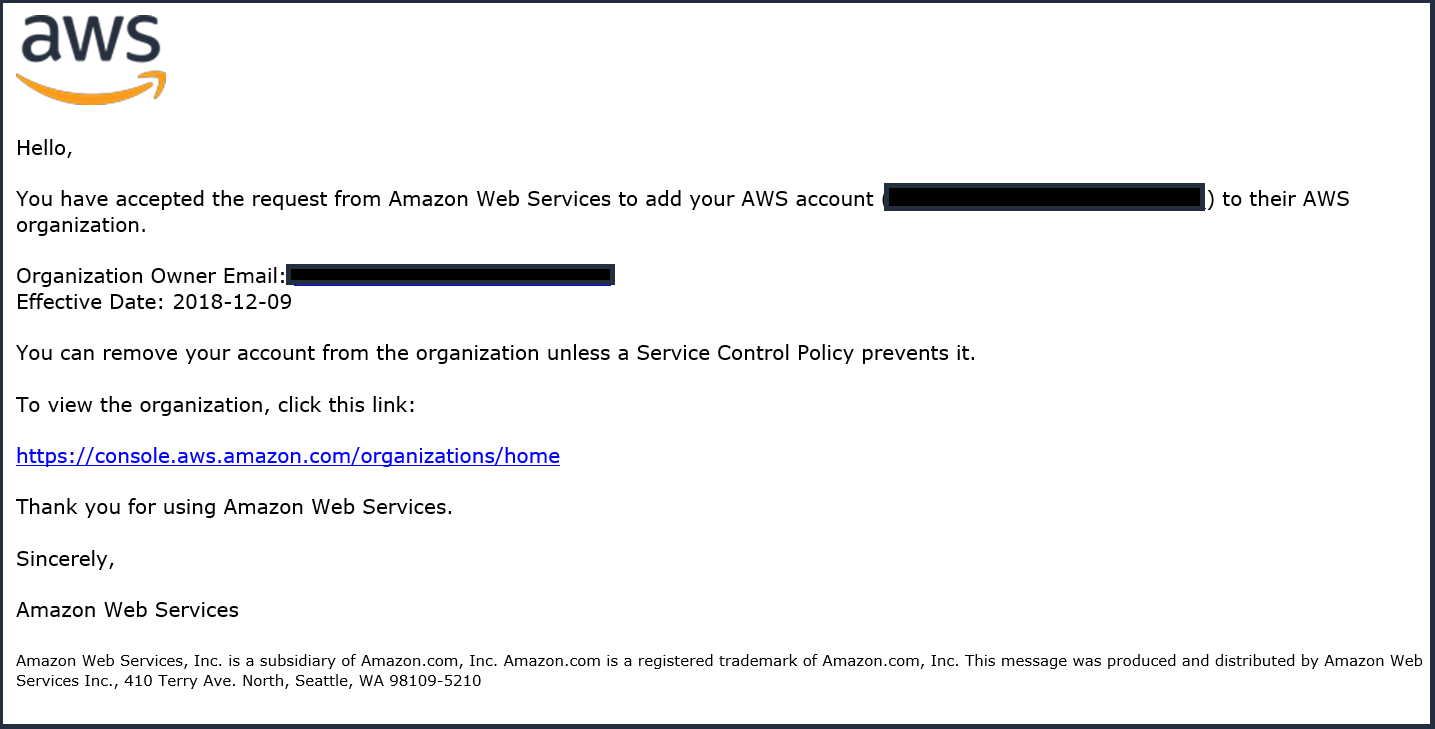 aws
Hello,
You have accepted the request from Amazon Web Services to add your AWS account ( ) to their AWS
organization.
Organization Owner Email:
Effective Date: 2018-12-09
You can remove your account from the organization unless a Service Control Policy prevents it.
To view the organization, click this link:
https://console.aws.amazon.com/organizations/home
Thank you for using Amazon Web Services.
Sincerely,
Amazon Web Services
Amazon Web Services, Inc. is a subsidiary of Amazon.com, Inc. Amazon.com is a registered trademark of Amazon.com, Inc. This message was produced and distributed by Amazon Web
Services Inc., 410 Terry Ave. North, Seattle, WA 98109-5210